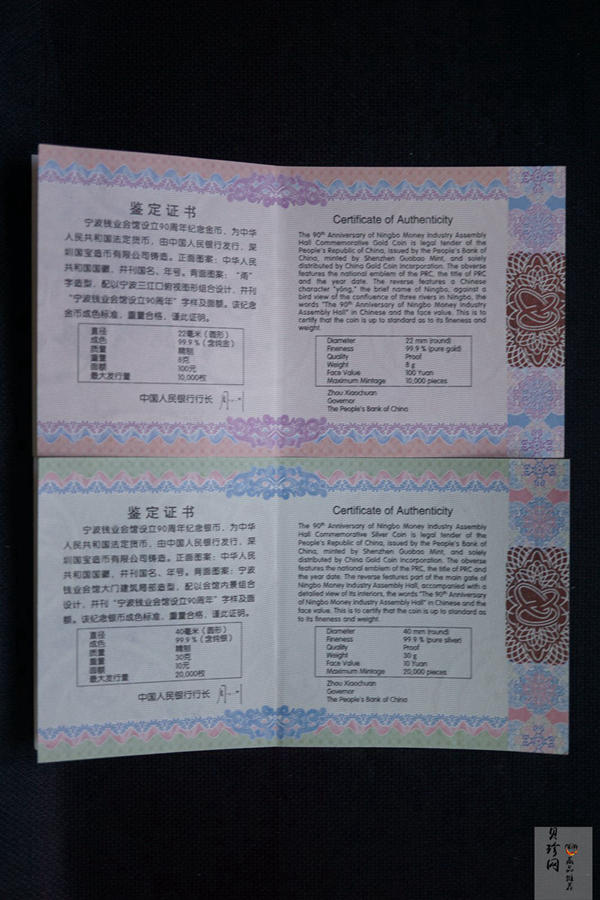 鉴定证书
宁波钱业会馆设立90周年纪念金币，为中华
人民共和国法定货币，由中国人民银行发行，深
圳国宝造币有限公司铸造。正面图案：中华人民
共和国国徽，并刊国名、年号。背面图案：“甬”
字造型，配以宁波三江口俯视图形组合设计，并刊
“宁波钱业会馆设立90周年”字样及面额。该纪念
金币成色标准，重量合格，谨此证明。
直径 22毫米（圆形）
成色 99.9%（含纯金）
质量 精制
重量 8克
面额 100元
最大发行量 10,000枚
中国人民银行行长
Certificate of Authenticity
The 90th Anniversary of Ningbo Money Industry Assembly
Hall Commemorative Gold Coin is legal tender of the
People's Republic of China, issued by the People's Bank of
China, minted by Shenzhen Guobao Mint, and solely
distributed by China Gold Coin Incorporation. The obverse
features the national emblem of the PRC, the title of PRC
and the year date. The reverse features a Chinese
character "yǒng," the brief name of Ningbo, against a
bird view of the confluence of three rivers in Ningbo, the
words "The 90th Anniversary of Ningbo Money Industry
Assembly Hall" in Chinese and the face value. This is to
certify that the coin is up to standard as to its fineness and
weight.
Diameter 22 mm (round)
Fineness 99.9 % (pure gold)
Quality Proof
Weight 8 g
Face Value 100 Yuan
Maximum Mintage 10,000 pieces
Zhou Xiaochuan
Governor
The People's Bank of China
鉴定证书
宁波钱业会馆设立90周年纪念银币，为中华
人民共和国法定货币，由中国人民银行发行，深
圳国宝造币有限公司铸造。正面图案：中华人民
共和国国徽，并刊国名、年号。背面图案：宁波
钱业会馆大门建筑局部造型，配以会馆内景组合
设计，并刊“宁波钱业会馆设立90周年”字样及面
额。该纪念银币成色标准，重量合格，谨此证明。
直径 40毫米（圆形）
成色 99.9%（含纯银）
质量 精制
重量 30克
面额 10元
最大发行量 20,000枚
中国人民银行行长
Certificate of Authenticity
The 90th Anniversary of Ningbo Money Industry Assembly
Hall Commemorative Silver Coin is legal tender of the
People's Republic of China, issued by the People's Bank of
China, minted by Shenzhen Guobao Mint, and solely
distributed by China Gold Coin Incorporation. The obverse
features the national emblem of the PRC, the title of PRC and
the year date. The reverse features part of the main gate of
Ningbo Money Industry Assembly Hall, accompanied with a
detailed view of its interiors, the words "The 90th Anniversary
of Ningbo Money Industry Assembly Hall" in Chinese and the
face value. This is to certify that the coin is up to standard as
to its fineness and weight.
Diameter 40 mm (round)
Fineness 99.9 % (pure silver)
Quality Proof
Weight 30 g
Face Value 10 Yuan
Maximum Mintage 20,000 pieces
Zhou Xiaochuan
Governor
The People's Bank of China
贝珍网